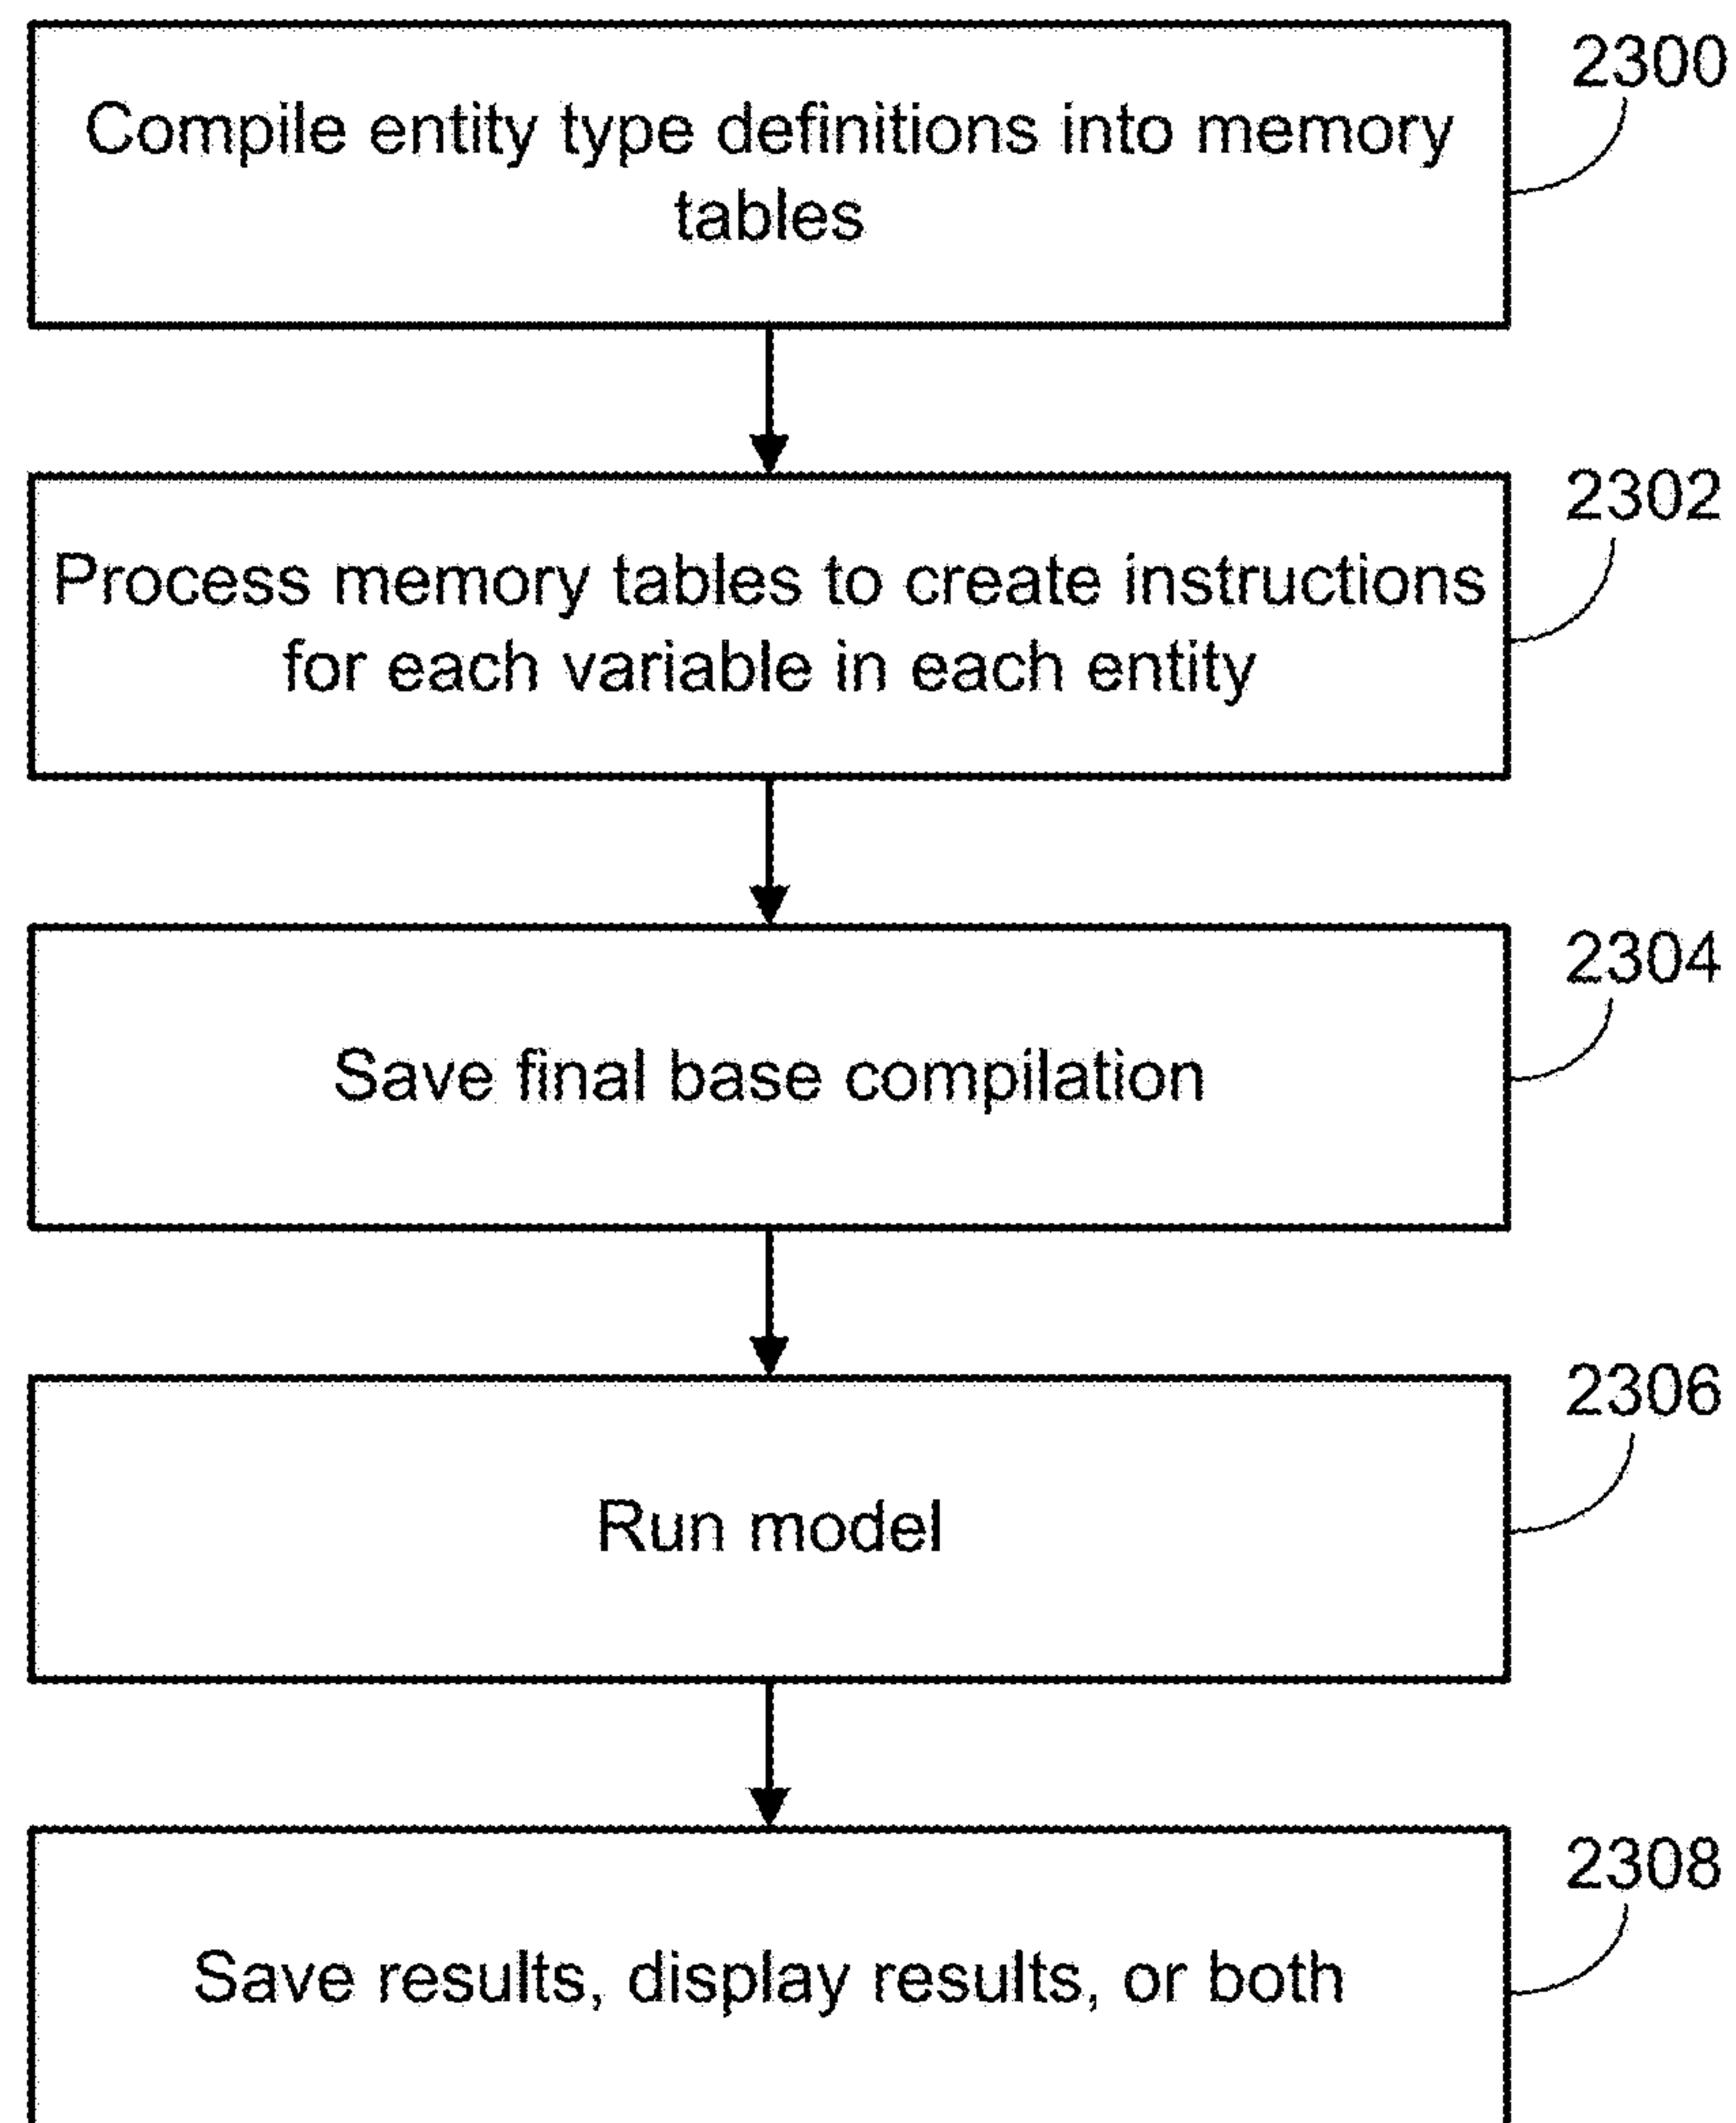 2300
Compile entity type definitions into memory
tables
2302
Process memory tables to create instructions
for each variable in each entity
2304
Save final base compilation
2306
Run model
2308
Save results, display results, or both